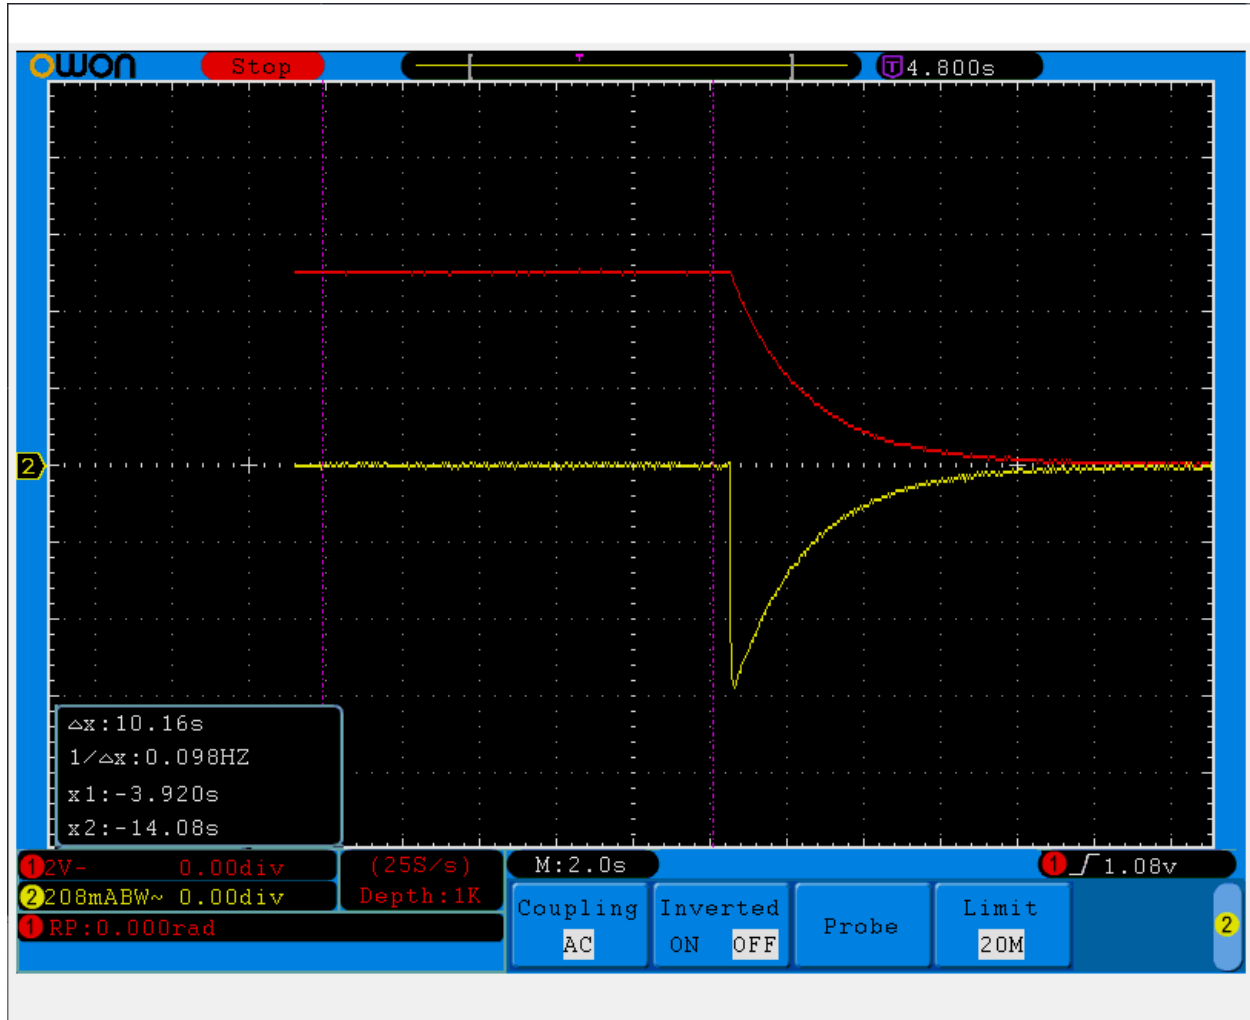 OWON Stop T 4.800s
2
△x:10.16s
1/△x:0.098HZ
x1:-3.920s
x2:-14.08s
1 2V- 0.00div (25S/s) M:2.0s 1 1.08v
2 208mABW~ 0.00div Depth:1K
1 RP:0.000rad
Coupling Inverted Probe Limit 2
AC ON OFF 20M